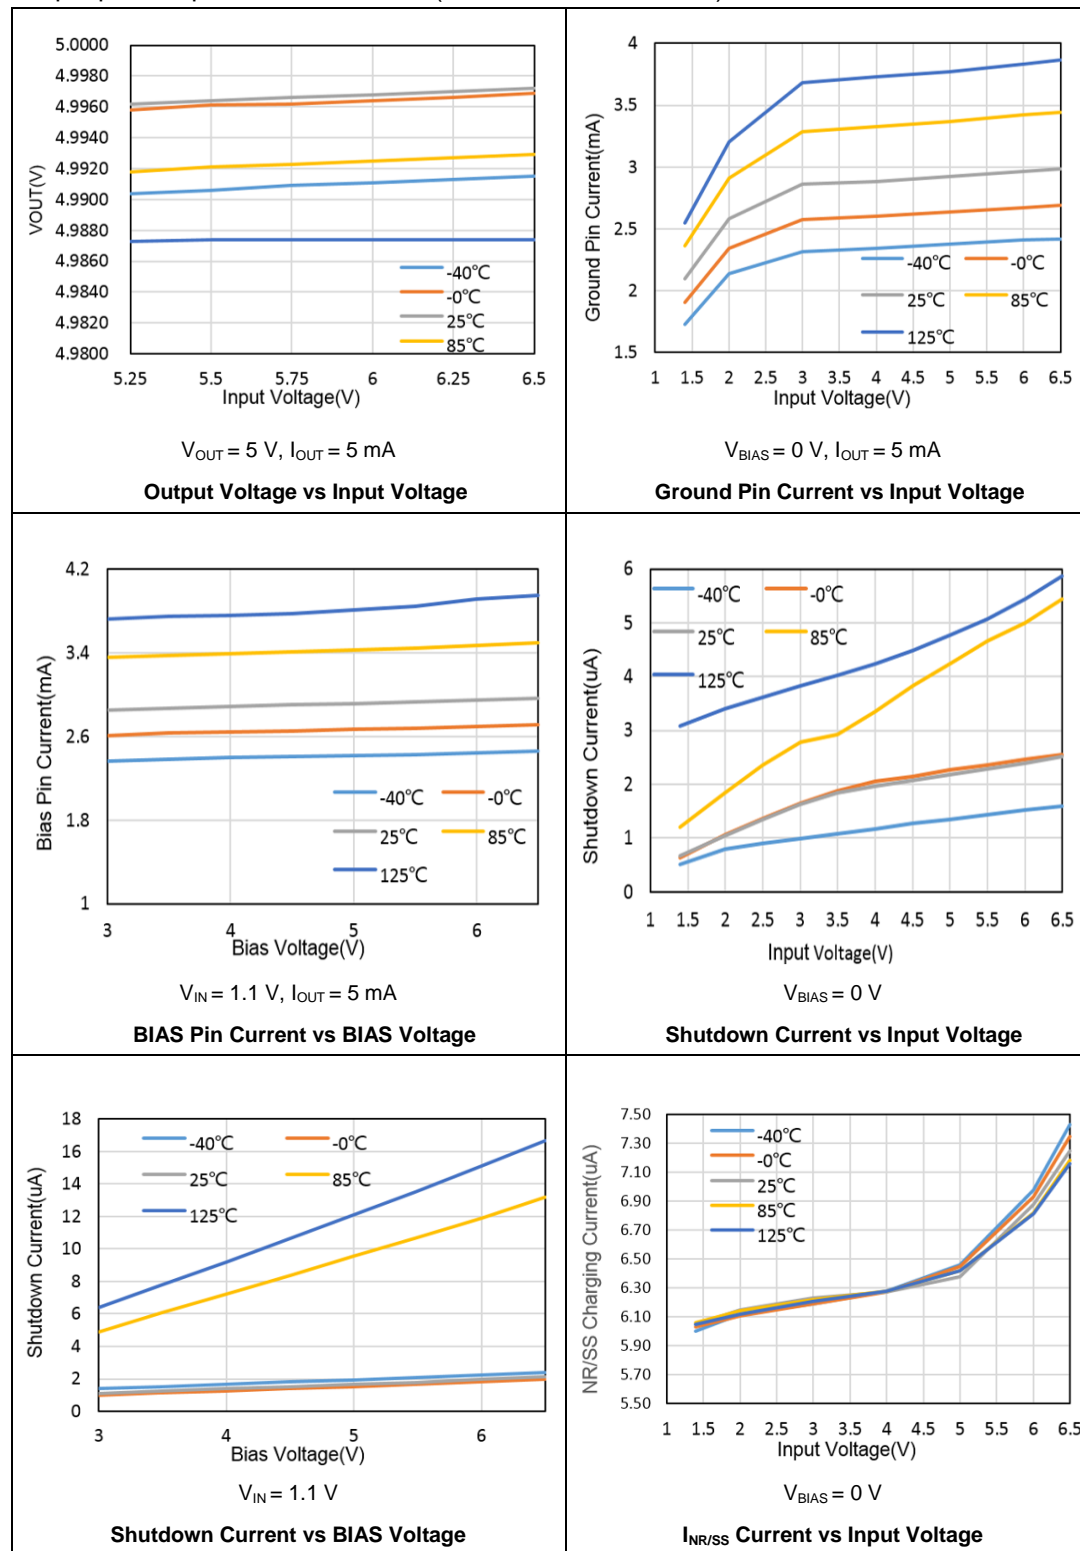 5.0000
4.9980
4.9960
4.9940
4.9920
4.9900
4.9880
4.9860
4.9840
4.9820
4.9800
VOUT(V)
-40℃
-0℃
25℃
85℃
5.25 5.5 5.75 6 6.25 6.5
Input Voltage(V)
VOUT = 5 V, IOUT = 5 mA
Output Voltage vs Input Voltage
4
3.5
3
2.5
2
1.5
Ground Pin Current(mA)
-40℃ -0℃
25℃ 85℃
125℃
1 1.5 2 2.5 3 3.5 4 4.5 5 5.5 6 6.5
Input Voltage(V)
VBIAS = 0 V, IOUT = 5 mA
Ground Pin Current vs Input Voltage
4.2
3.4
2.6
1.8
1
Bias Pin Current(mA)
-40℃ -0℃
25℃ 85℃
125℃
3 4 5 6
Bias Voltage(V)
VIN = 1.1 V, IOUT = 5 mA
BIAS Pin Current vs BIAS Voltage
6
5
4
3
2
1
0
Shutdown Current(uA)
-40℃ -0℃
25℃ 85℃
125℃
1 1.5 2 2.5 3 3.5 4 4.5 5 5.5 6 6.5
Input Voltage(V)
VBIAS = 0 V
Shutdown Current vs Input Voltage
18
16
14
12
10
8
6
4
2
0
Shutdown Current(uA)
-40℃ -0℃
25℃ 85℃
125℃
3 4 5 6
Bias Voltage(V)
VIN = 1.1 V
Shutdown Current vs BIAS Voltage
7.50
7.30
7.10
6.90
6.70
6.50
6.30
6.10
5.90
5.70
5.50
NR/SS Charging Current(uA)
-40℃
-0℃
25℃
85℃
125℃
1 1.5 2 2.5 3 3.5 4 4.5 5 5.5 6 6.5
Input Voltage(V)
VBIAS = 0 V
INR/SS Current vs Input Voltage